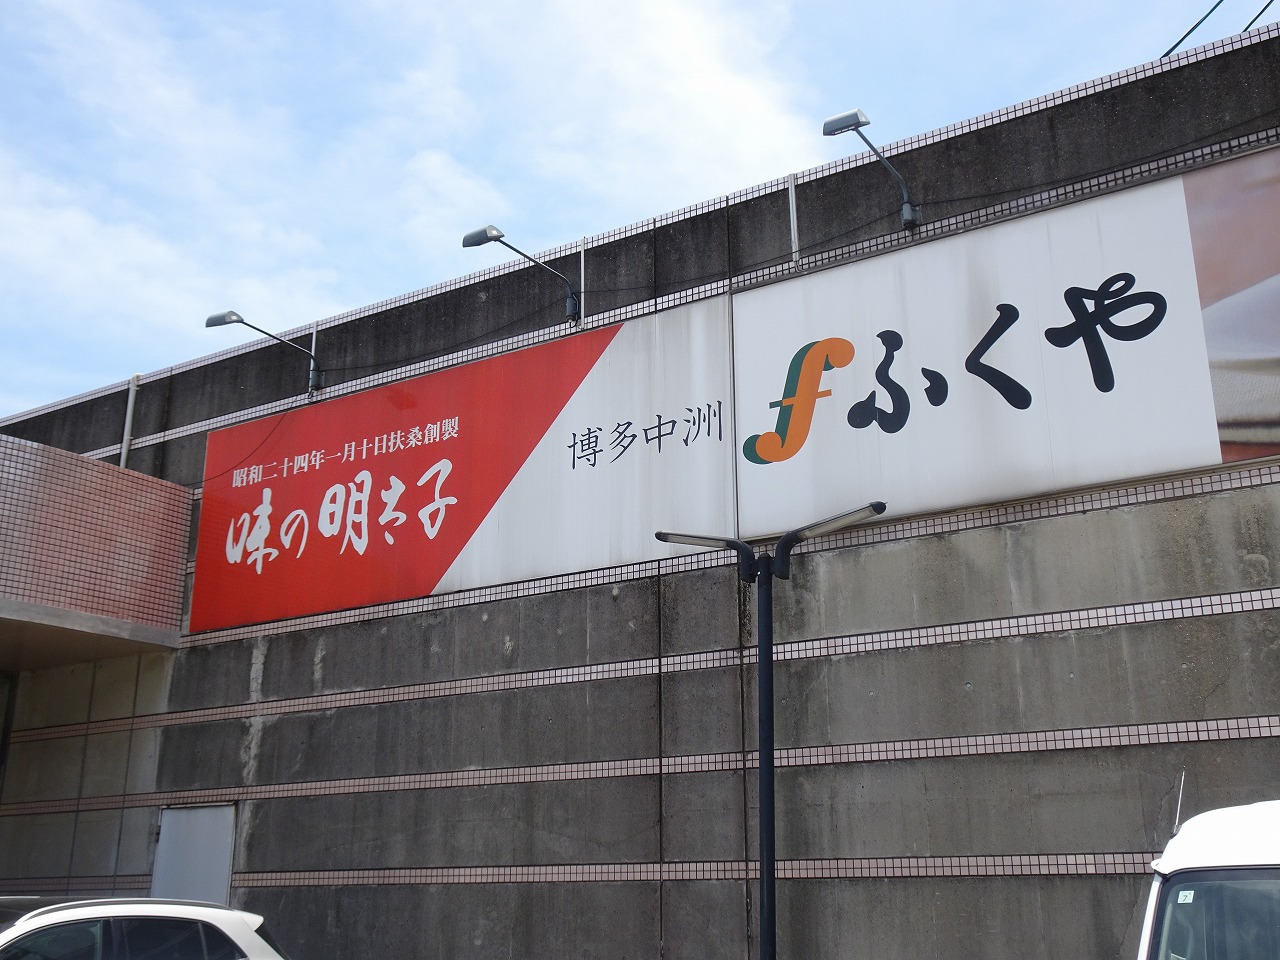 昭和二十四年一月十日扶桑創製
味の明太子
博多中洲
f ふくや
7